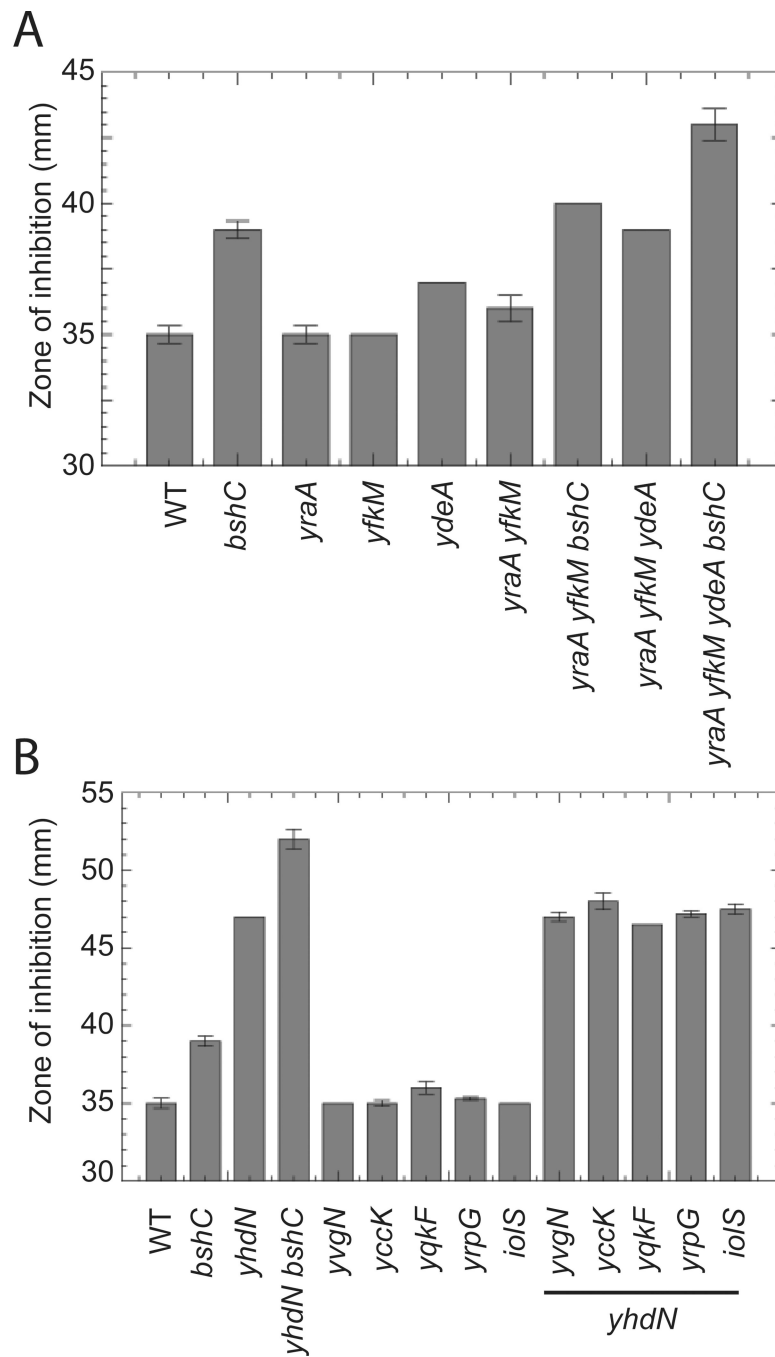 A
Zone of inhibition (mm)
45
40
35
30
WT
bshC
yraA
yfkM
ydeA
yraA yfkM
yraA yfkM bshC
yraA yfkM ydeA
yraA yfkM ydeA bshC
B
Zone of inhibition (mm)
55
50
45
40
35
30
WT
bshC
yhdN
yhdN bshC
yvgN
yccK
yqkF
yrpG
iolS
yvgN
yccK
yqkF
yrpG
iolS
yhdN